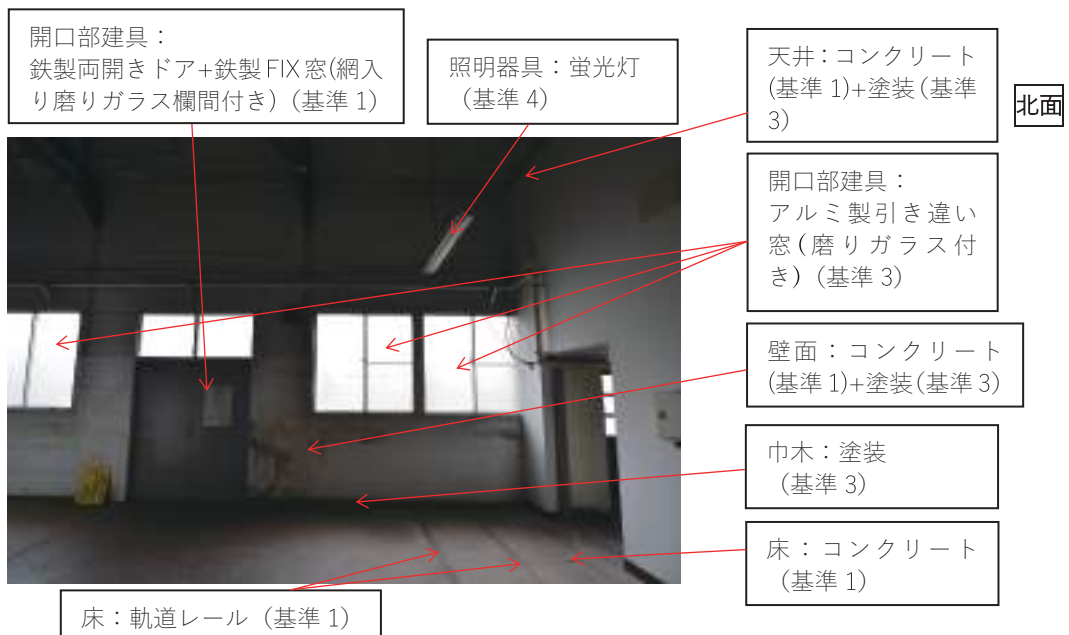 開口部建具：
鉄製両開きドア+鉄製 FIX 窓(網入
り磨りガラス欄間付き)（基準 1）
照明器具：蛍光灯
（基準 4）
天井：コンクリート
(基準 1)+塗装(基準
3)
北面
開口部建具：
アルミ製引き違い
窓(磨りガラス付
き)（基準 3）
壁面：コンクリート
(基準 1)+塗装(基準 3)
巾木：塗装
（基準 3）
床：コンクリート
（基準 1）
床：軌道レール（基準 1）